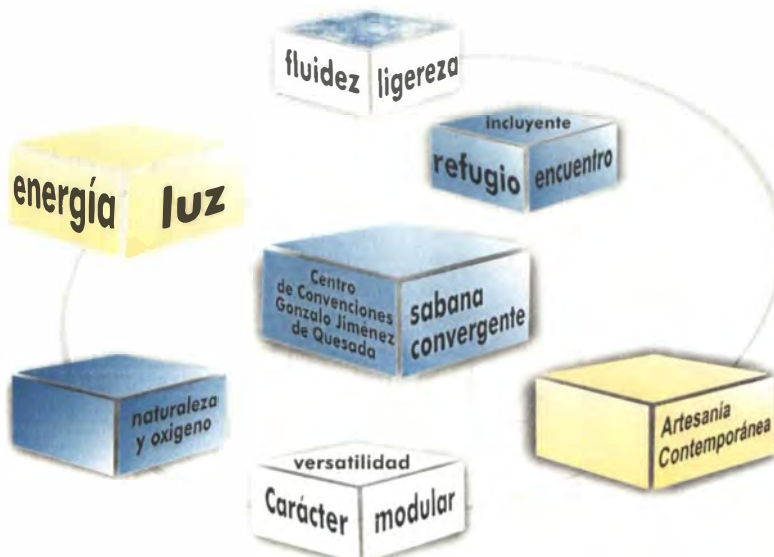 fluidez ligereza
incluyente
refugio encuentro
energía luz
Centro
de Convenciones
Gonzalo Jiménez
de Quesada
sabana
convergente
naturaleza
y oxigeno
Artesanía
Contemporánea
versatilidad
Carácter modular